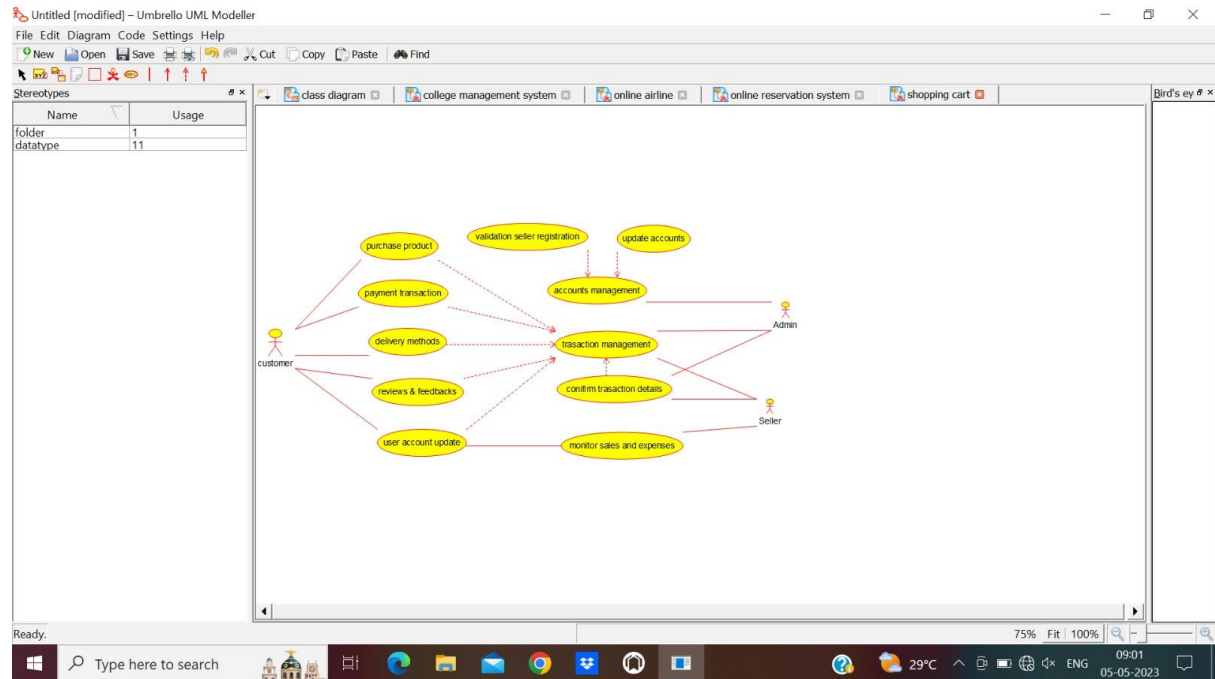 Untitled [modified] – Umbrello UML Modeller
File Edit Diagram Code Settings Help
New Open Save Cut Copy Paste Find
Stereotypes
class diagram college management system online airline online reservation system shopping cart
Bird's ey
Name Usage
folder 1
datatype 11
validation seller registration
update accounts
purchase product
accounts management
payment transaction
Admin
delivery methods
trasaction management
customer
reviews & feedbacks
conifim trasaction details
Seller
user account update
monitor sales and expenses
Ready.
75% Fit 100%
Type here to search
29°C
ENG
09:01
05-05-2023